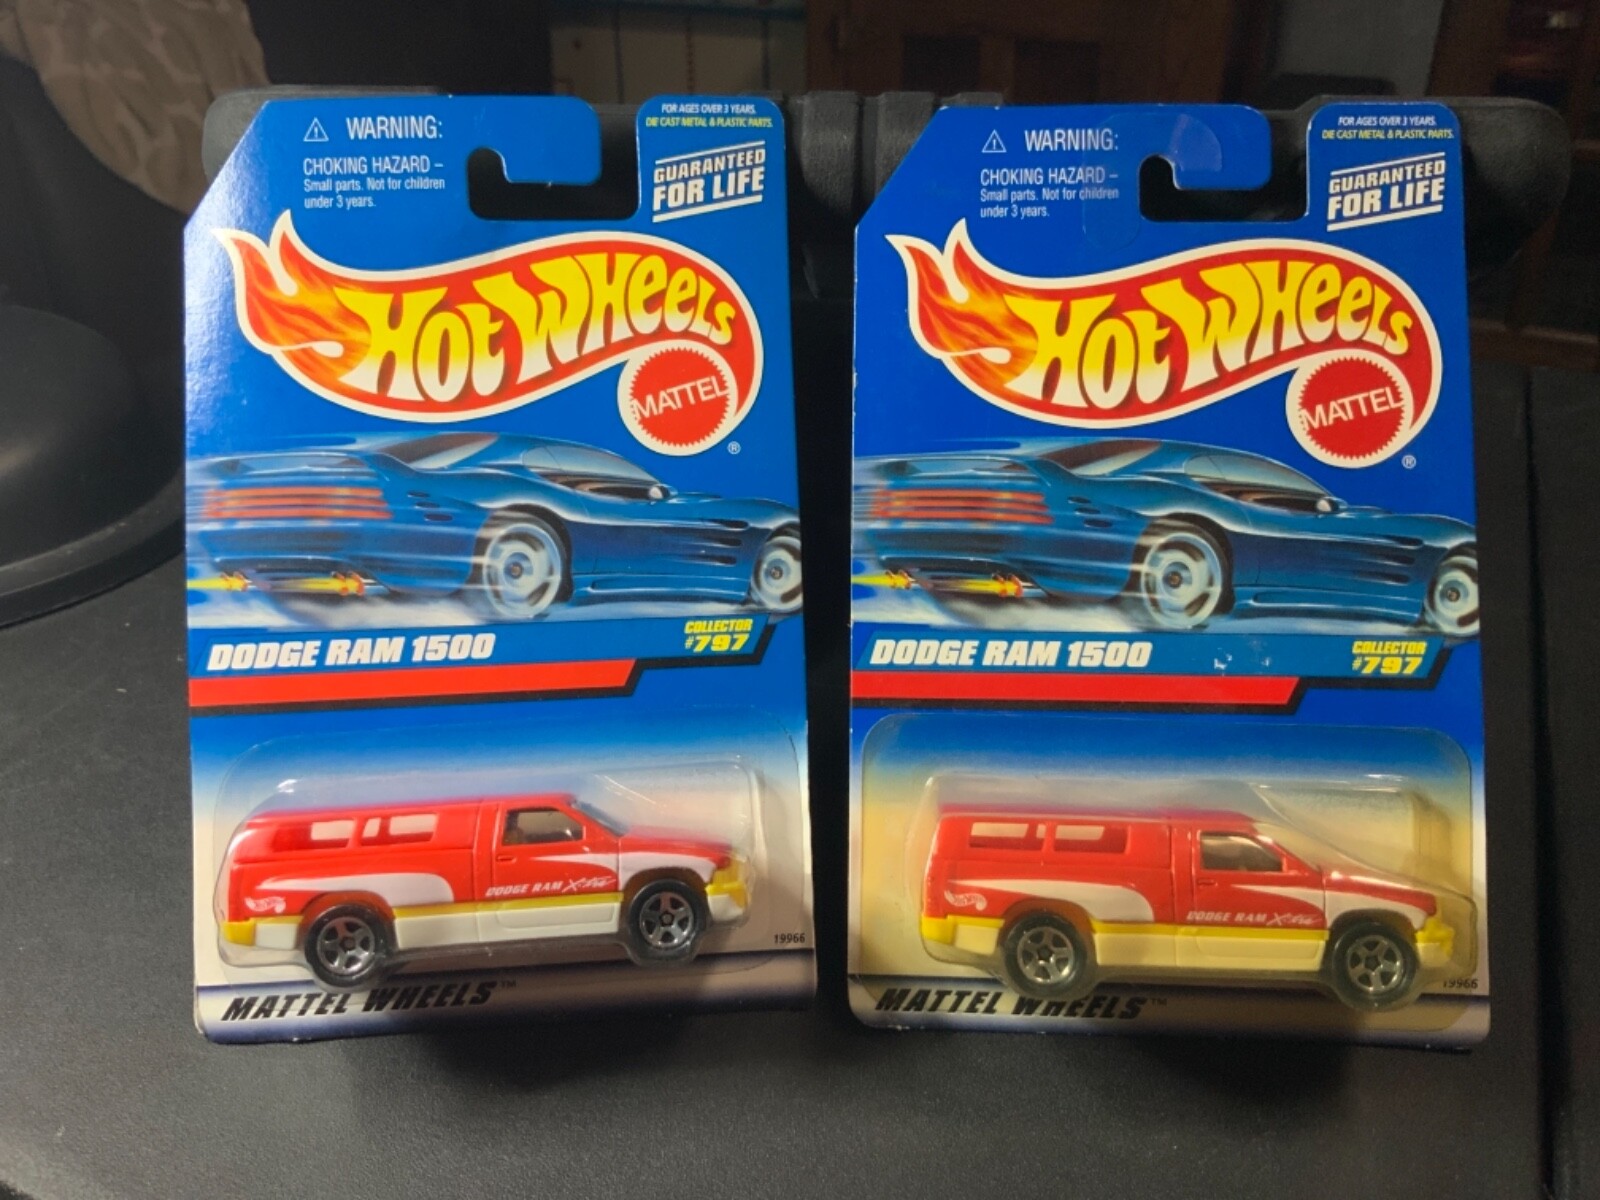 WARNING:
CHOKING HAZARD –
Small parts. Not for children
under 3 years.
FOR AGES OVER 3 YEARS.
DIE CAST METAL & PLASTIC PARTS.
GUARANTEED
FOR LIFE
HOT WHEELS
MATTEL
®
DODGE RAM 1500
COLLECTOR
#797
DODGE RAM
19966
MATTEL WHEELS™
WARNING:
CHOKING HAZARD –
Small parts. Not for children
under 3 years.
FOR AGES OVER 3 YEARS.
DIE CAST METAL & PLASTIC PARTS.
GUARANTEED
FOR LIFE
HOT WHEELS
MATTEL
®
DODGE RAM 1500
COLLECTOR
#797
DODGE RAM
19966
MATTEL WHEELS™